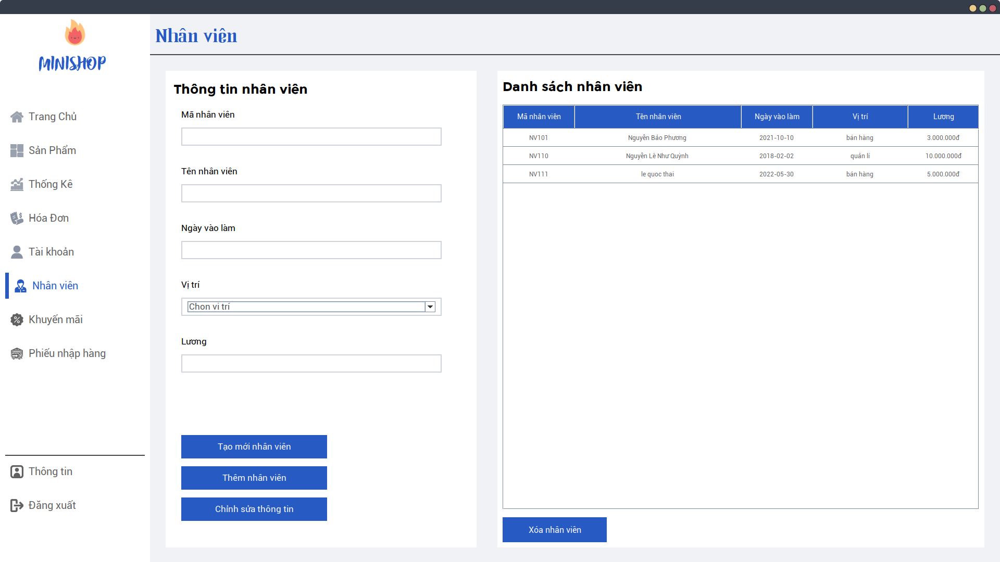 MINISHOP
Trang Chủ
Sản Phẩm
Thống Kê
Hóa Đơn
Tài khoản
Nhân viên
Khuyến mãi
Phiếu nhập hàng
Thông tin
Đăng xuất
Nhân viên
Thông tin nhân viên
Mã nhân viên
Tên nhân viên
Ngày vào làm
Vị trí
Chon vi trí
Lương
Tạo mới nhân viên
Thêm nhân viên
Chỉnh sửa thông tin
Danh sách nhân viên
Mã nhân viên Tên nhân viên Ngày vào làm Vị trí Lương
NV101 Nguyễn Bảo Phương 2021-10-10 bán hàng 3.000.000đ
NV110 Nguyễn Lê Như Quỳnh 2018-02-02 quản lí 10.000.000đ
NV111 le quoc thai 2022-05-30 bán hàng 5.000.000đ
Xóa nhân viên